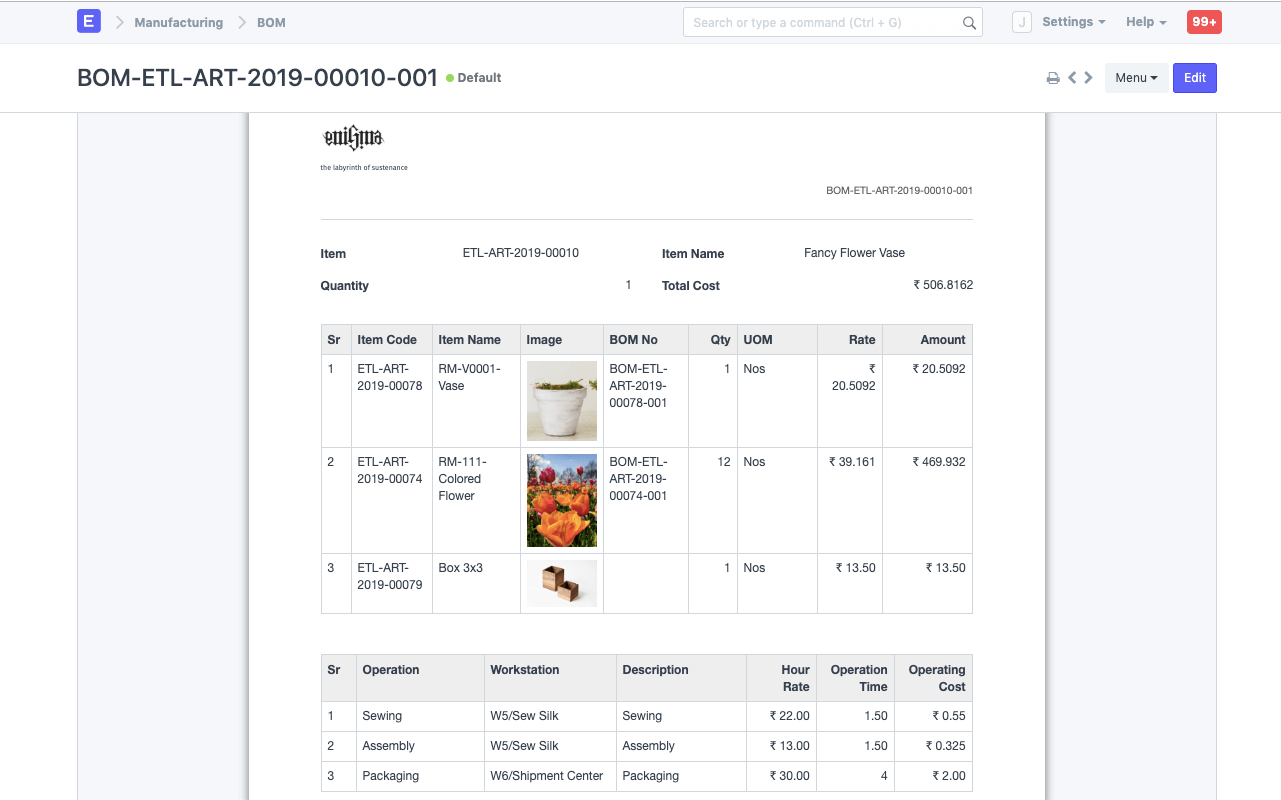 E Manufacturing BOM Search or type a command (Ctrl + G) J Settings Help 99+
BOM-ETL-ART-2019-00010-001 Default Menu Edit
enigma
the labyrinth of sustenance
BOM-ETL-ART-2019-00010-001
Item ETL-ART-2019-00010 Item Name Fancy Flower Vase
Quantity 1 Total Cost ₹ 506.8162
Sr Item Code Item Name Image BOM No Qty UOM Rate Amount
1 ETL-ART- RM-V0001- BOM-ETL- 1 Nos ₹ ₹ 20.5092
2019-00078 Vase ART-2019- 20.5092
00078-001
2 ETL-ART- RM-111- BOM-ETL- 12 Nos ₹ 39.161 ₹ 469.932
2019-00074 Colored ART-2019-
Flower 00074-001
3 ETL-ART- Box 3x3 1 Nos ₹ 13.50 ₹ 13.50
2019-00079
Sr Operation Workstation Description Hour Operation Operating
Rate Time Cost
1 Sewing W5/Sew Silk Sewing ₹ 22.00 1.50 ₹ 0.55
2 Assembly W5/Sew Silk Assembly ₹ 13.00 1.50 ₹ 0.325
3 Packaging W6/Shipment Center Packaging ₹ 30.00 4 ₹ 2.00